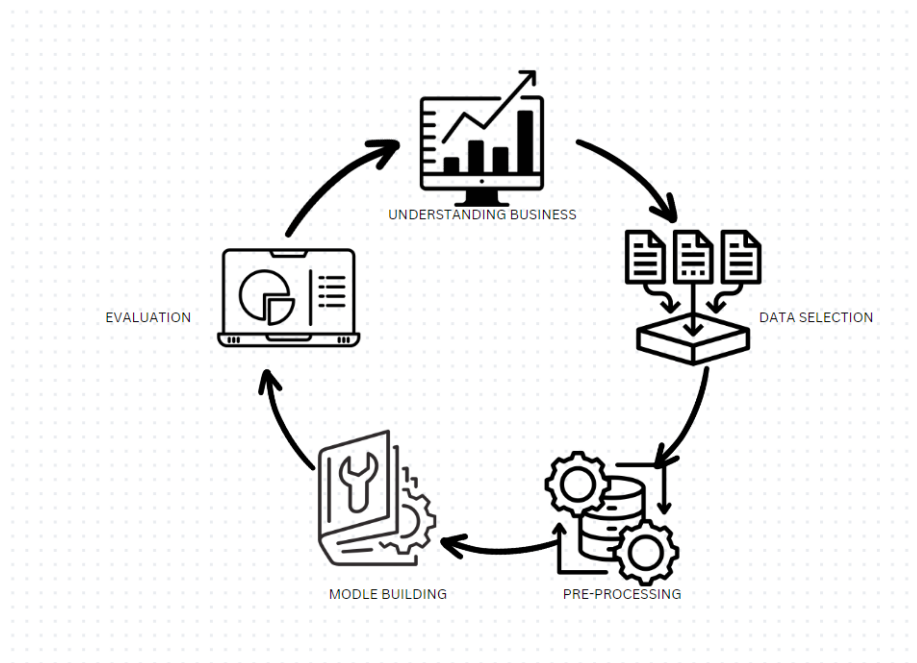 UNDERSTANDING BUSINESS
DATA SELECTION
PRE-PROCESSING
MODLE BUILDING
EVALUATION